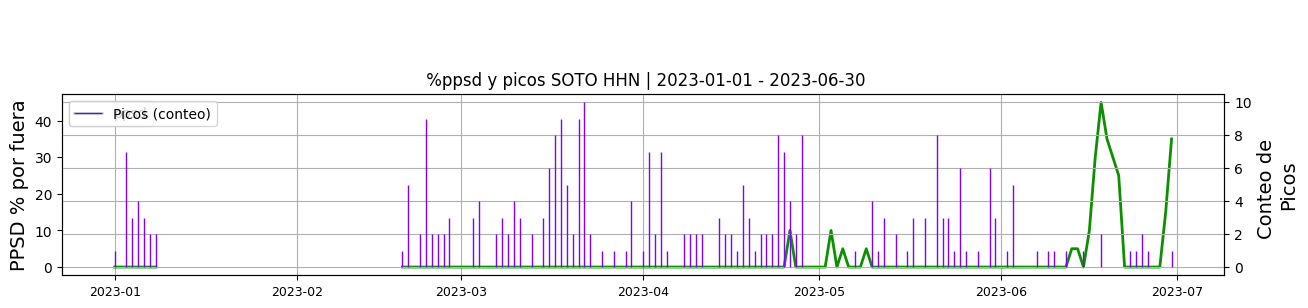 %ppsd y picos SOTO HHN | 2023-01-01 - 2023-06-30
Picos (conteo)
PPSD % por fuera
40
30
20
10
0
10
8
6
4
2
0
Conteo de
Picos
2023-01 2023-02 2023-03 2023-04 2023-05 2023-06 2023-07